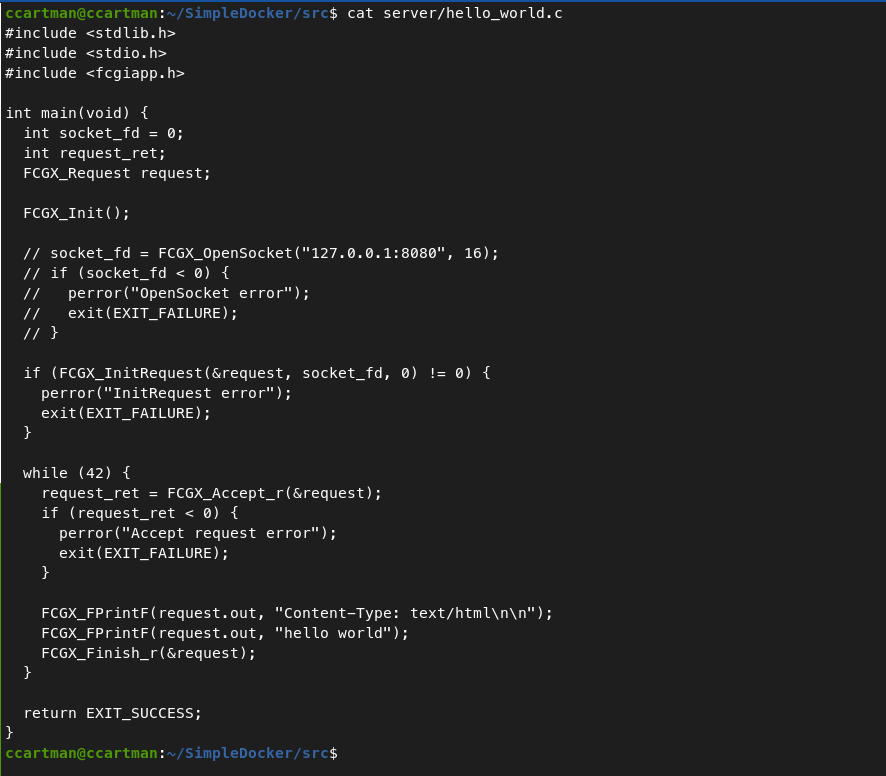 ccartman@ccartman:~/SimpleDocker/src$ cat server/hello_world.c
#include <stdlib.h>
#include <stdio.h>
#include <fcgiapp.h>

int main(void) {
  int socket_fd = 0;
  int request_ret;
  FCGX_Request request;

  FCGX_Init();

  // socket_fd = FCGX_OpenSocket("127.0.0.1:8080", 16);
  // if (socket_fd < 0) {
  //   perror("OpenSocket error");
  //   exit(EXIT_FAILURE);
  // }

  if (FCGX_InitRequest(&request, socket_fd, 0) != 0) {
    perror("InitRequest error");
    exit(EXIT_FAILURE);
  }

  while (42) {
    request_ret = FCGX_Accept_r(&request);
    if (request_ret < 0) {
      perror("Accept request error");
      exit(EXIT_FAILURE);
    }

    FCGX_FPrintF(request.out, "Content-Type: text/html\n\n");
    FCGX_FPrintF(request.out, "hello world");
    FCGX_Finish_r(&request);
  }

  return EXIT_SUCCESS;
}
ccartman@ccartman:~/SimpleDocker/src$